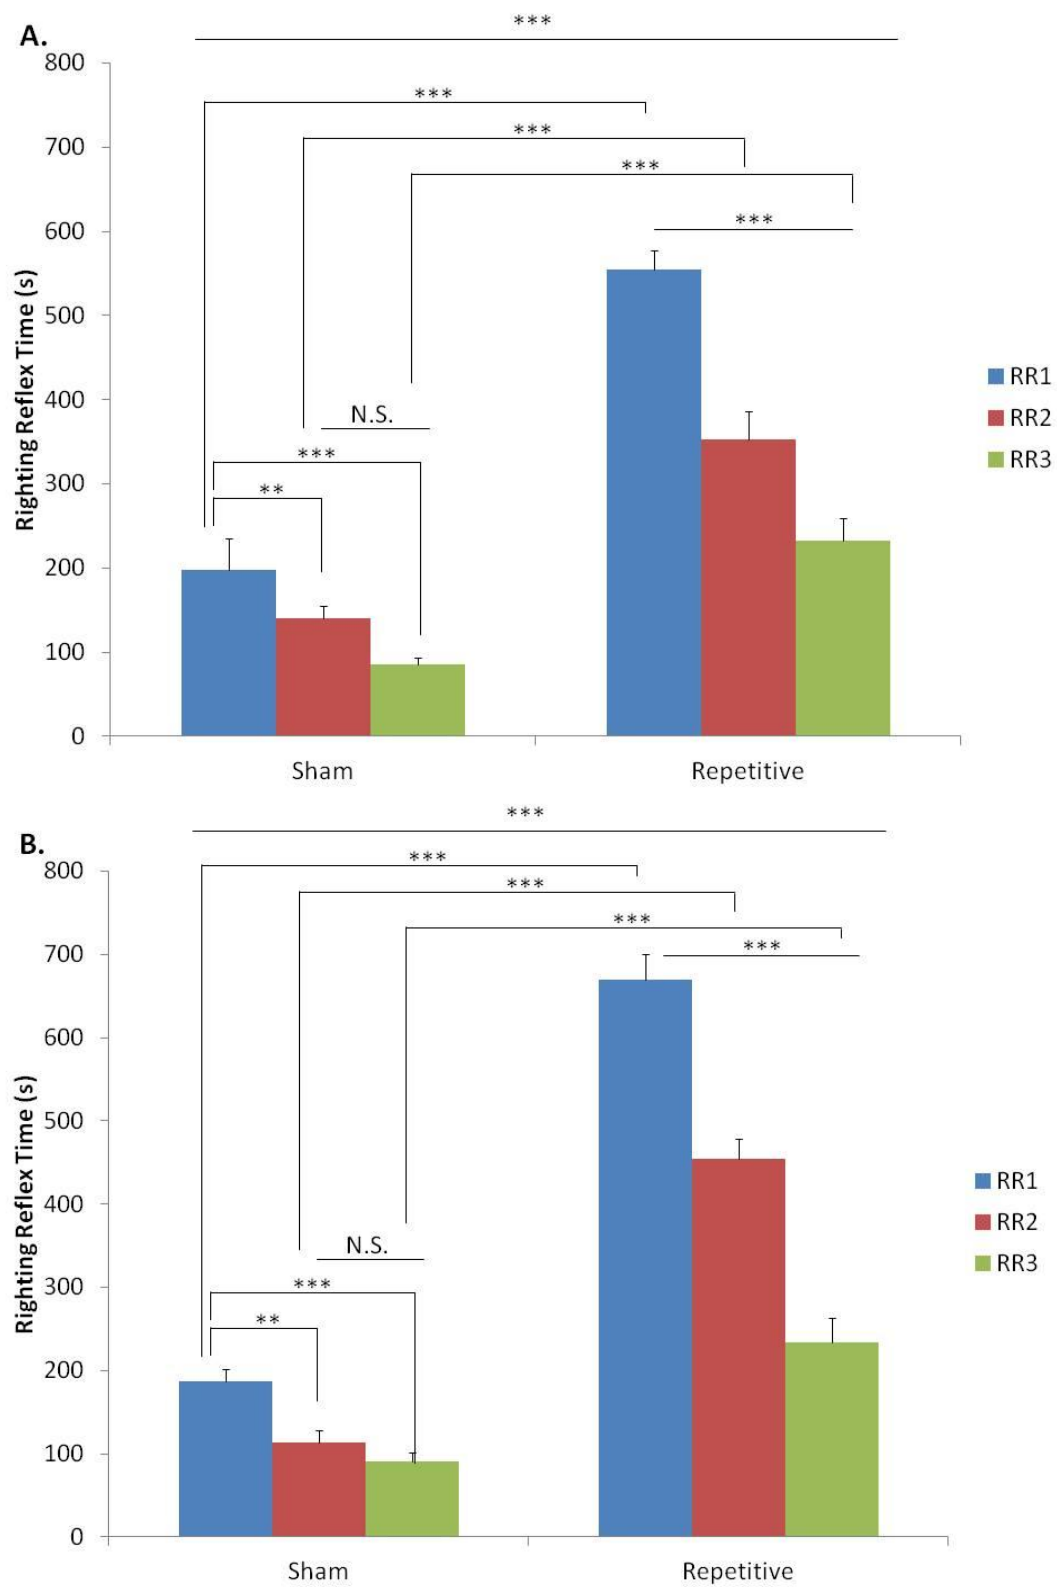 ***
A.
800
***
***
700
***
600
***
500
Righting Reflex Time (s)
RR1
400
N.S.
RR2
***
RR3
300
**
200
100
0
Sham Repetitive
***
B.
***
800
***
***
***
700
600
500
Righting Reflex Time (s)
RR1
400
RR2
N.S.
RR3
300
***
**
200
100
0
Sham Repetitive